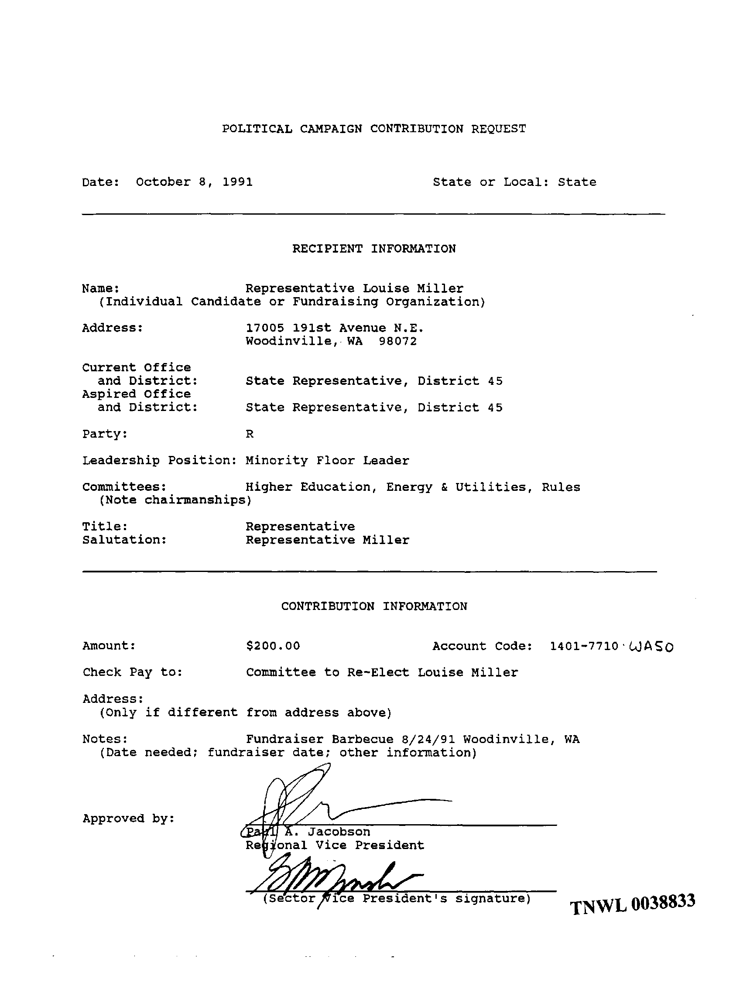 POLITICAL CAMPAIGN CONTRIBUTION REQUEST
Date: October 8, 1991 State or Local: State
RECIPIENT INFORMATION
Name: Representative Louise Miller
(Individual Candidate or Fundraising Organization)
Address: 17005 191st Avenue N.E.
Woodinville, WA 98072
Current Office
and District: State Representative, District 45
Aspired Office
and District: State Representative, District 45
Party: R
Leadership Position: Minority Floor Leader
Committees: Higher Education, Energy & Utilities, Rules
(Note chairmanships)
Title: Representative
Salutation: Representative Miller
CONTRIBUTION INFORMATION
Amount: $200.00 Account Code: 1401-7710 WASO
Check Pay to: Committee to Re-Elect Louise Miller
Address:
(Only if different from address above)
Notes: Fundraiser Barbecue 8/24/91 Woodinville, WA
(Date needed; fundraiser date; other information)
Approved by:
Paul A. Jacobson
Regional Vice President
(Sector Vice President's signature)
TNWL 0038833